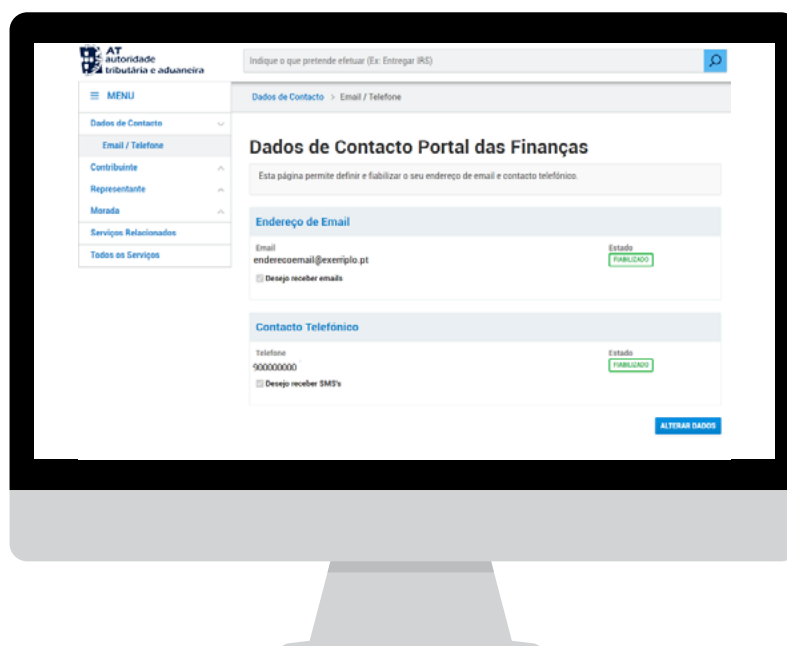 AT
autoridade
tributária e aduaneira
Indique o que pretende efetuar (Ex: Entregar IRS)
MENU
Dados de Contacto > Email / Telefone
Dados de Contacto
Email / Telefone
Contribuinte
Representante
Morada
Serviços Relacionados
Todos os Serviços
Dados de Contacto Portal das Finanças
Esta página permite definir e fiabilizar o seu endereço de email e contacto telefónico.
Endereço de Email
Email
Estado
enderecoemail@exemplo.pt
FIABILIZADO
Desejo receber emails
Contacto Telefónico
Telefone
Estado
900000000
FIABILIZADO
Desejo receber SMS's
ALTERAR DADOS